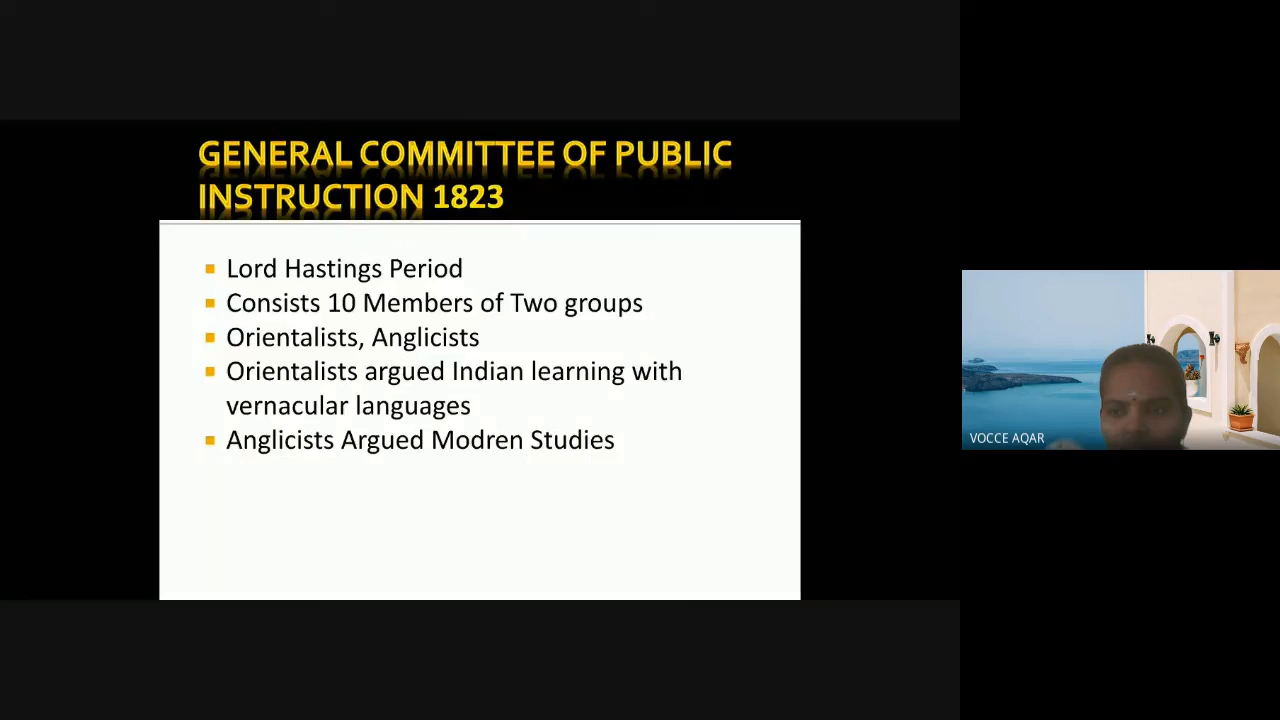 GENERAL COMMITTEE OF PUBLIC
INSTRUCTION 1823
Lord Hastings Period
Consists 10 Members of Two groups
Orientalists, Anglicists
Orientalists argued Indian learning with
vernacular languages
Anglicists Argued Modren Studies
VOCCE AQAR